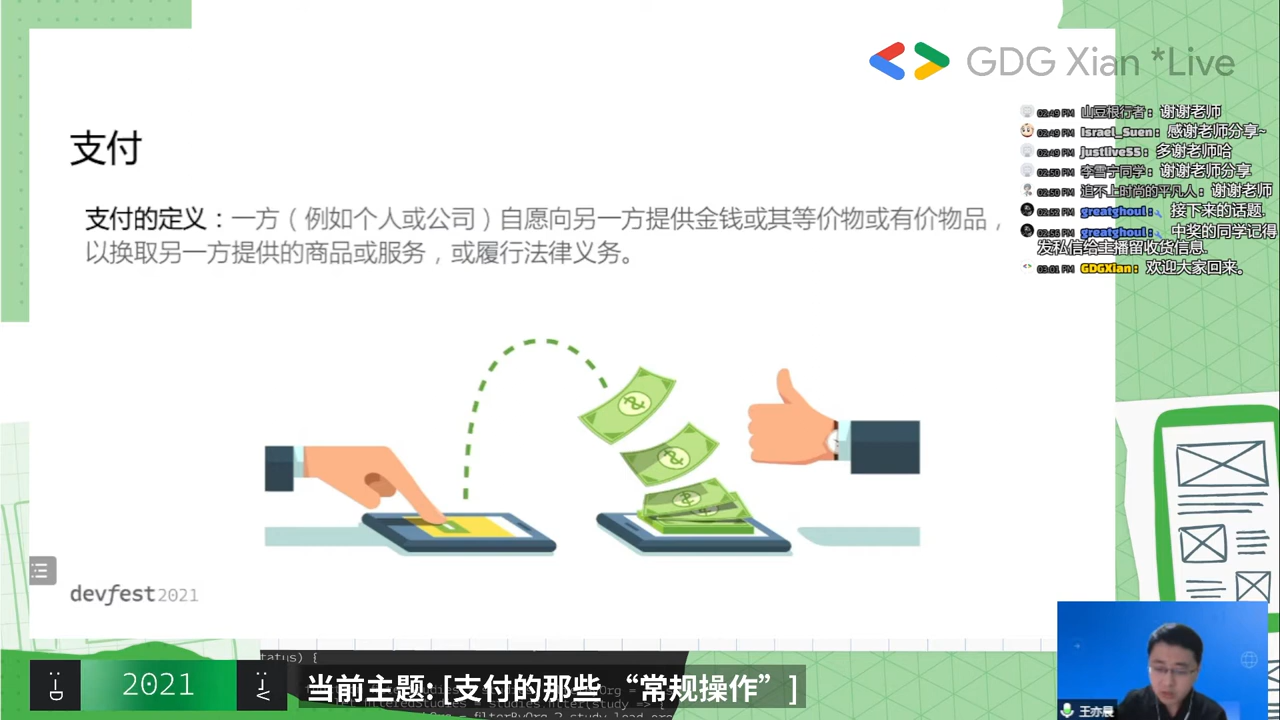 GDG Xian *Live
支付
支付的定义：一方（例如个人或公司）自愿向另一方提供金钱或其等价物或有价物品，
以换取另一方提供的商品或服务，或履行法律义务。
02:49 PM 山豆根行者：谢谢老师
02:49 PM Israel_Suen：感谢老师分享~
02:49 PM justlive55：多谢老师哈
02:50 PM 李雪宁同学：谢谢老师分享
02:50 PM 追不上时尚的平凡人：谢谢老师
02:52 PM greatghoul：接下来的话题.
02:56 PM greatghoul：中奖的同学记得
发私信给主播留收货信息.
03:01 PM GDGXian：欢迎大家回来。
devfest2021
tatus) {
2021
当前主题:[支付的那些“常规操作”]
王亦晨